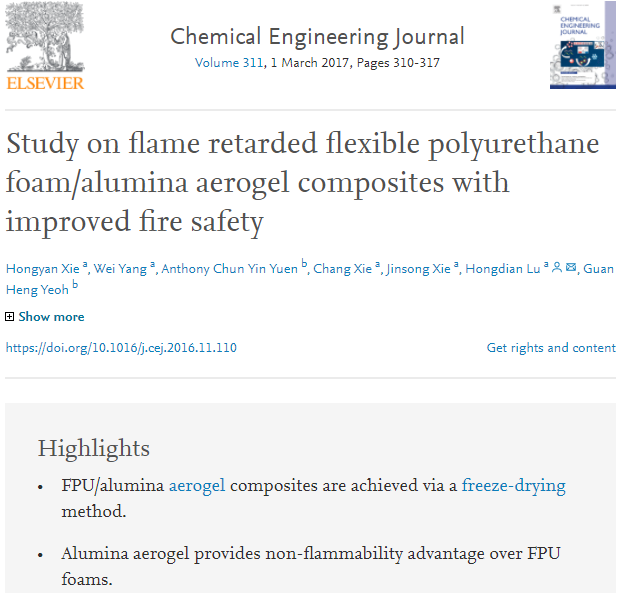 ELSEVIER
Chemical Engineering Journal
Volume 311, 1 March 2017, Pages 310-317
CHEMICAL
ENGINEERING
JOURNAL
Study on flame retarded flexible polyurethane
foam/alumina aerogel composites with
improved fire safety
Hongyan Xie a, Wei Yang a, Anthony Chun Yin Yuen b, Chang Xie a, Jinsong Xie a, Hongdian Lu a, Guan
Heng Yeoh b
Show more
https://doi.org/10.1016/j.cej.2016.11.110
Get rights and content
Highlights
• FPU/alumina aerogel composites are achieved via a freeze-drying
method.
• Alumina aerogel provides non-flammability advantage over FPU
foams.